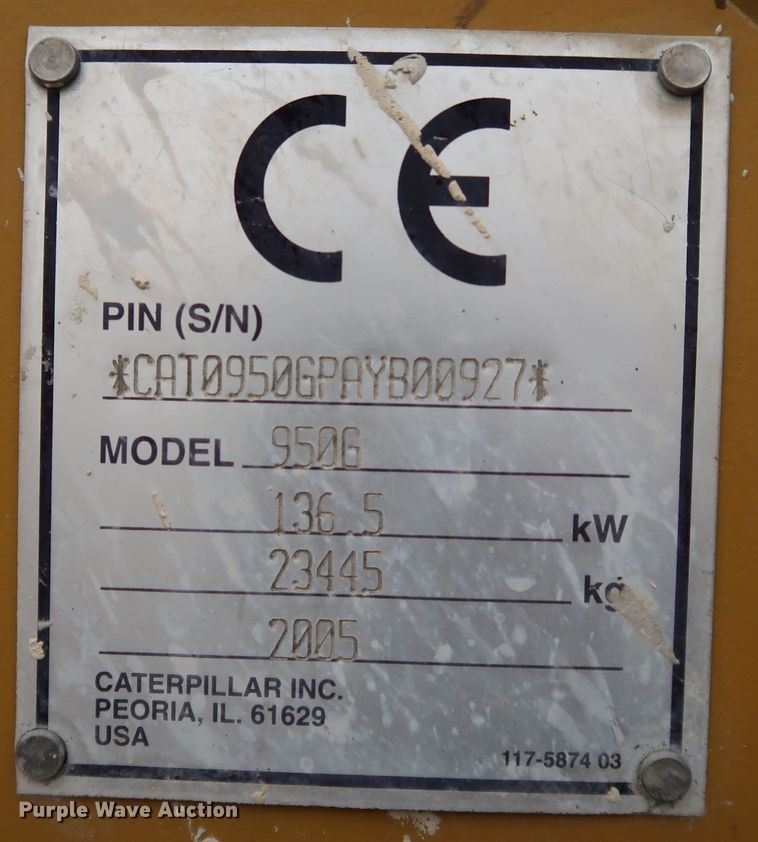 CE
PIN (S/N)
*CAT0950GPAYB00927*
MODEL 950G
136.5 kW
23445 kg
2005
CATERPILLAR INC.
PEORIA, IL. 61629
USA
117-5874 03
Purple Wave Auction